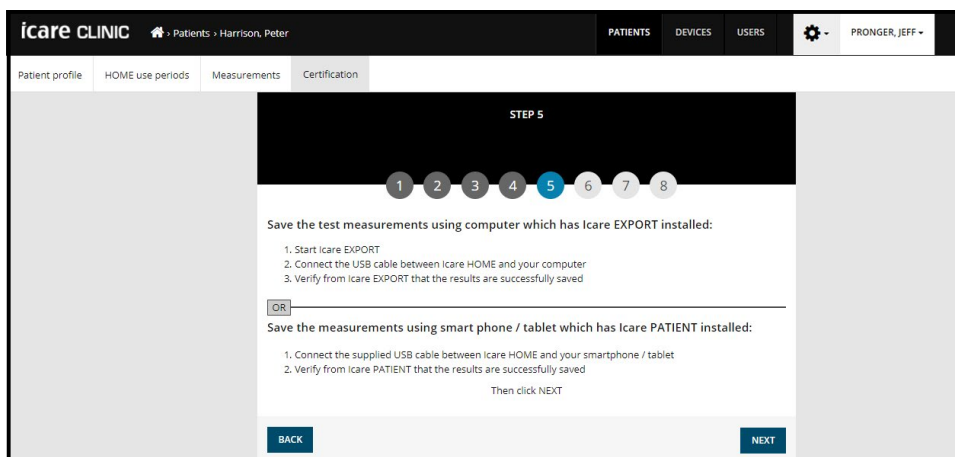 icare CLINIC › Patients › Harrison, Peter PATIENTS DEVICES USERS PRONGER, JEFF
Patient profile HOME use periods Measurements Certification
STEP 5
1 2 3 4 5 6 7 8
Save the test measurements using computer which has Icare EXPORT installed:
1. Start Icare EXPORT
2. Connect the USB cable between Icare HOME and your computer
3. Verify from Icare EXPORT that the results are successfully saved
OR
Save the measurements using smart phone / tablet which has Icare PATIENT installed:
1. Connect the supplied USB cable between Icare HOME and your smartphone / tablet
2. Verify from Icare PATIENT that the results are successfully saved
Then click NEXT
BACK NEXT